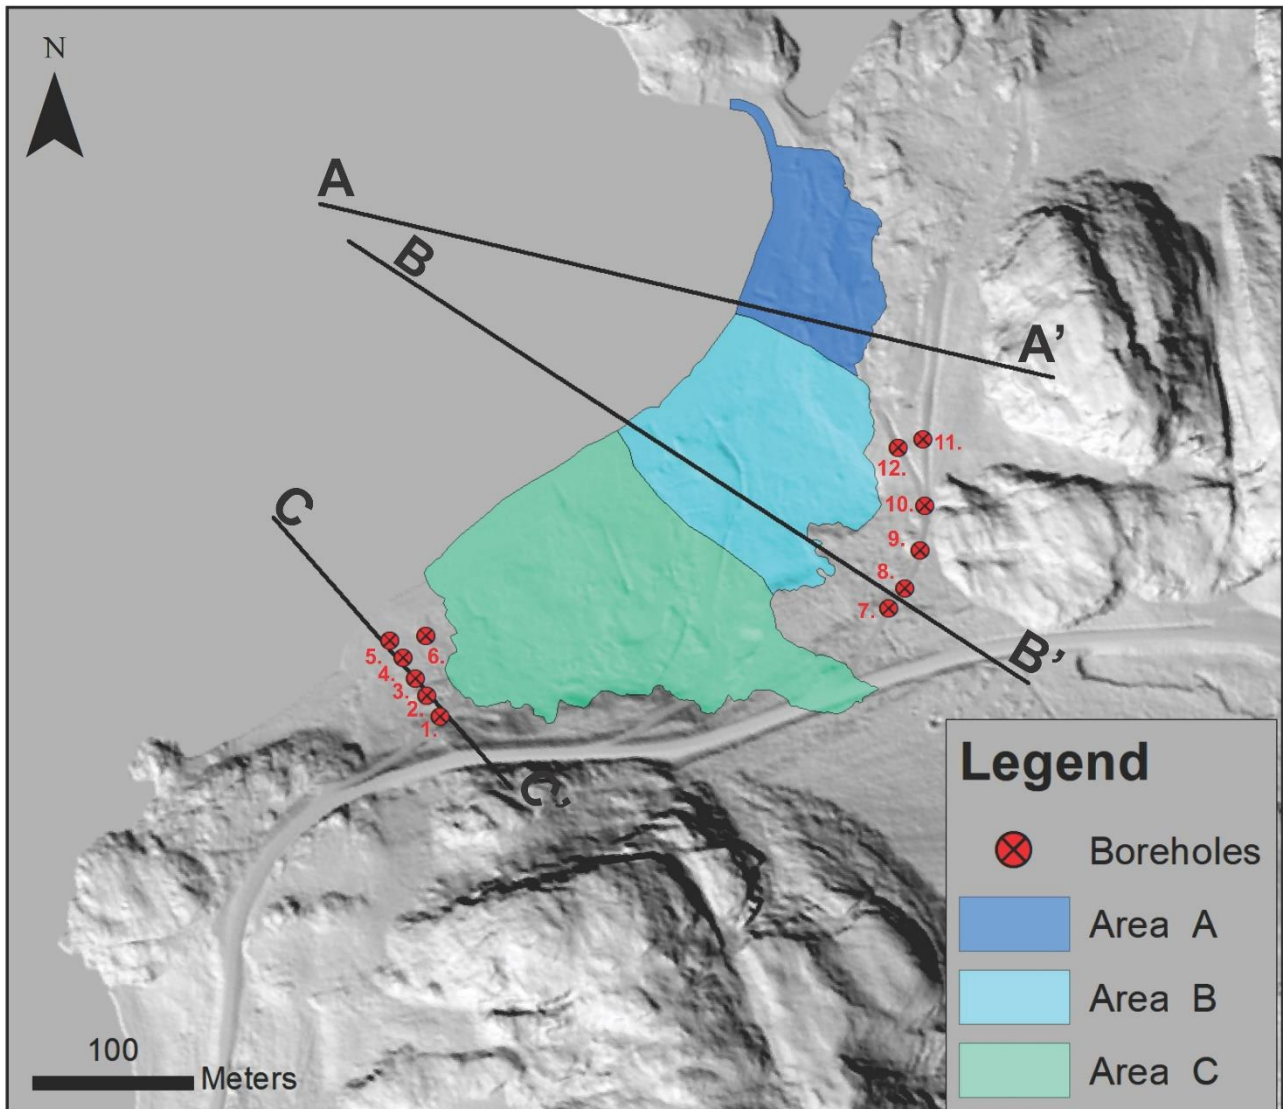 N
A
B
A’
11.
12.
10.
9.
C
8.
7.
6.
5.
B’
4.
3.
2.
1.
C’
Legend
Boreholes
Area A
Area B
Area C
100
Meters